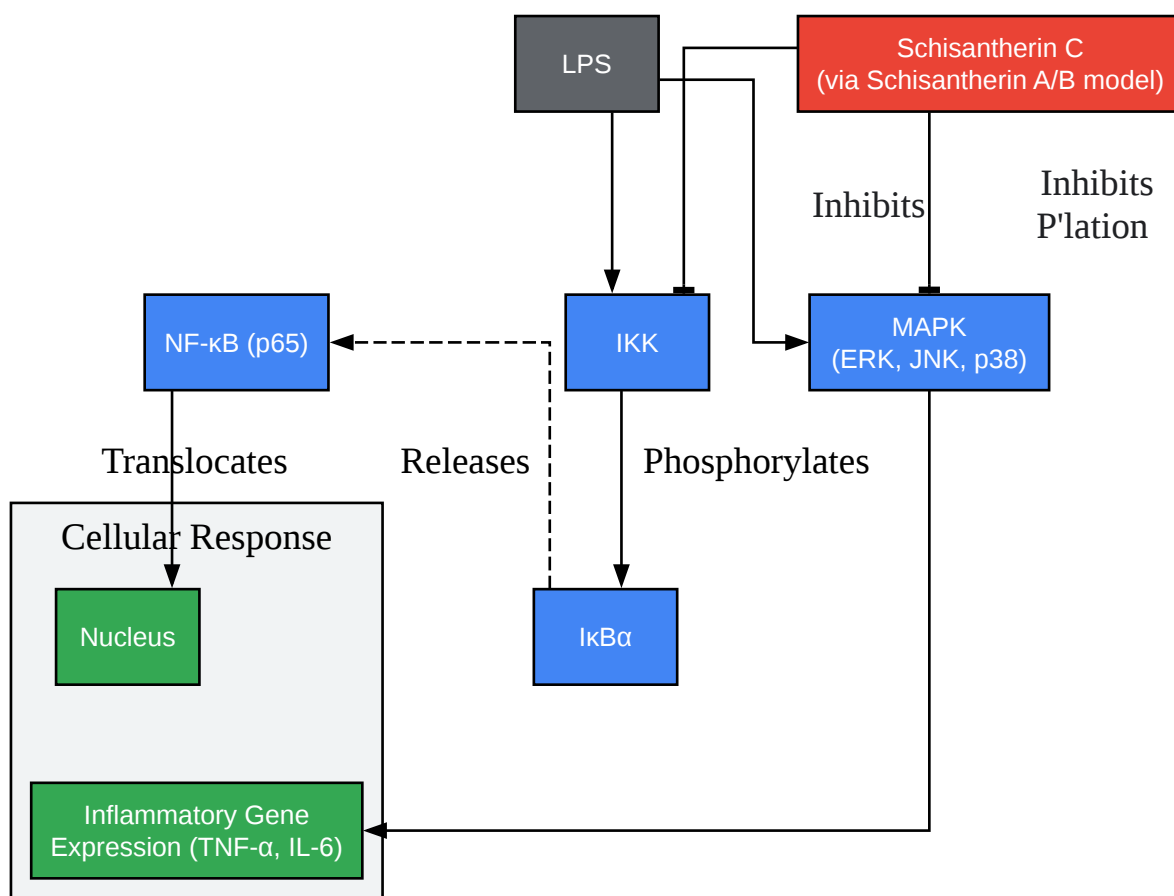 LPS
Schisantherin C
(via Schisantherin A/B model)
Inhibits
Inhibits
P'lation
NF-κB (p65)
IKK
MAPK
(ERK, JNK, p38)
Translocates
Releases
Phosphorylates
Cellular Response
Nucleus
IκBα
Inflammatory Gene
Expression (TNF-α, IL-6)